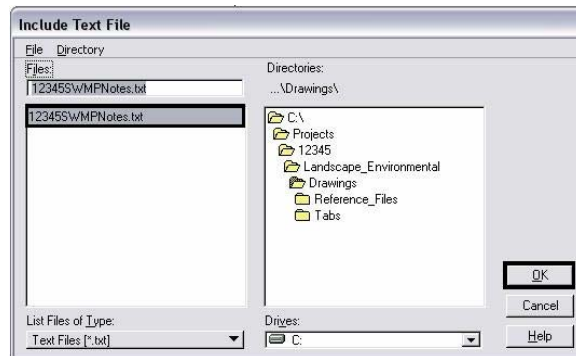 Include Text File
File Directory
Files:
12345SWMPNotes.txt
12345SWMPNotes.txt
List Files of Type:
Text Files [*.txt]
Directories:
...\Drawings\
C:\
Projects
12345
Landscape_Environmental
Drawings
Reference_Files
Tabs
Drives:
C:
OK
Cancel
Help